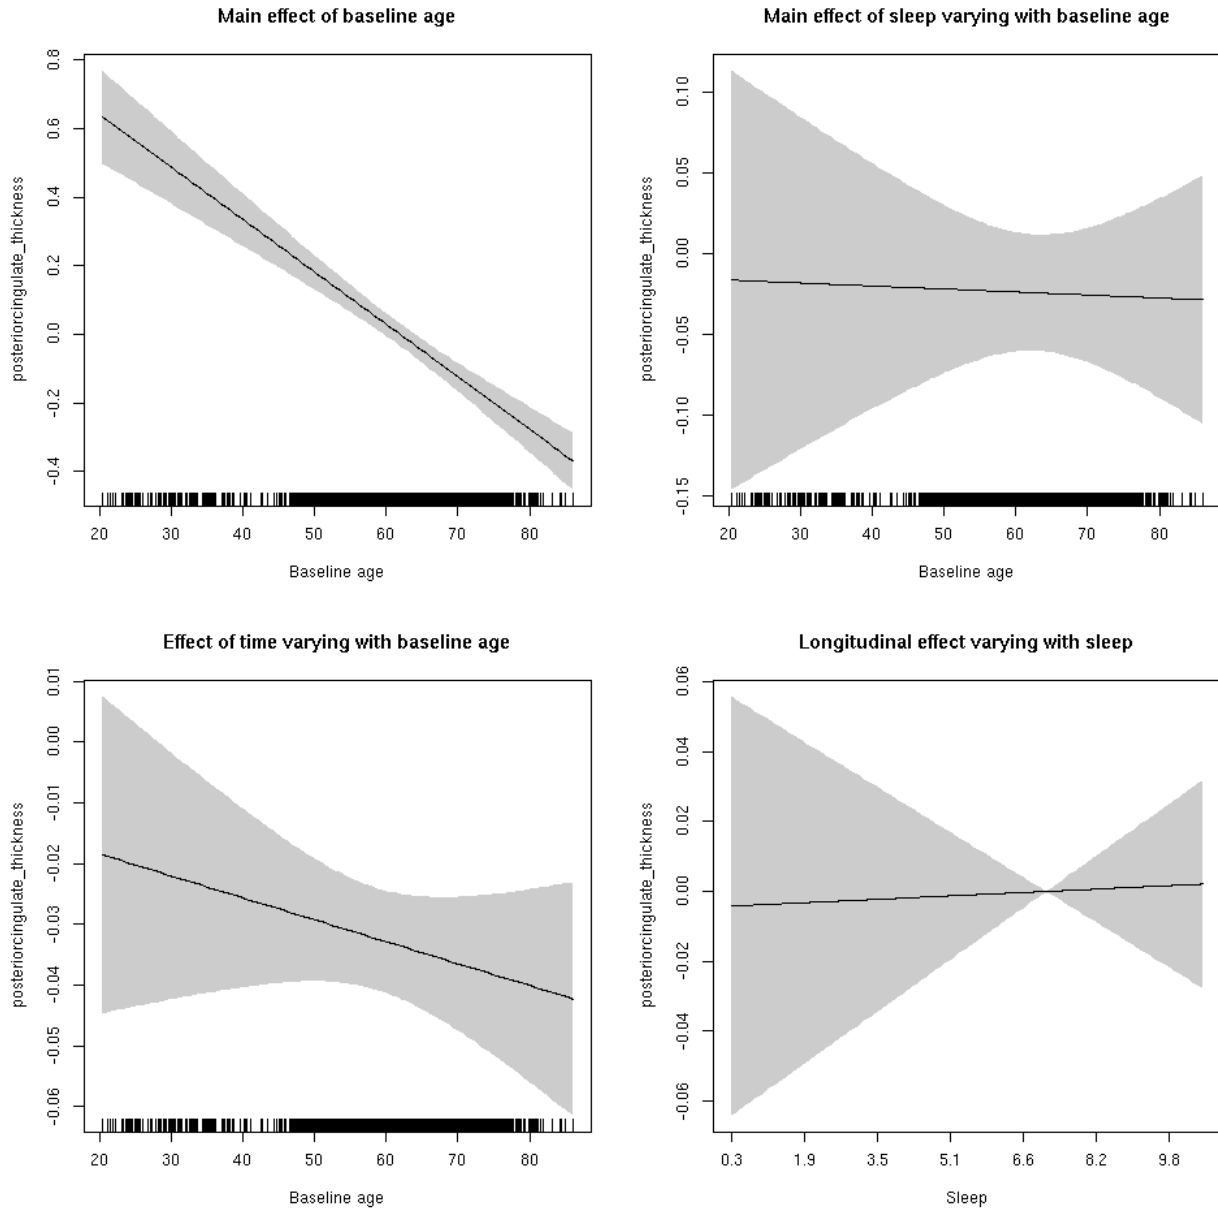 Main effect of baseline age
posteriorcingulate_thickness
0.8
0.6
0.4
0.2
0.0
-0.2
-0.4
20 30 40 50 60 70 80
Baseline age
Main effect of sleep varying with baseline age
posteriorcingulate_thickness
0.10
0.05
0.00
-0.05
-0.10
-0.15
20 30 40 50 60 70 80
Baseline age
Effect of time varying with baseline age
posteriorcingulate_thickness
0.01
0.00
-0.01
-0.02
-0.03
-0.04
-0.05
-0.06
20 30 40 50 60 70 80
Baseline age
Longitudinal effect varying with sleep
posteriorcingulate_thickness
0.06
0.04
0.02
0.00
-0.02
-0.04
-0.06
0.3 1.9 3.5 5.1 6.6 8.2 9.8
Sleep